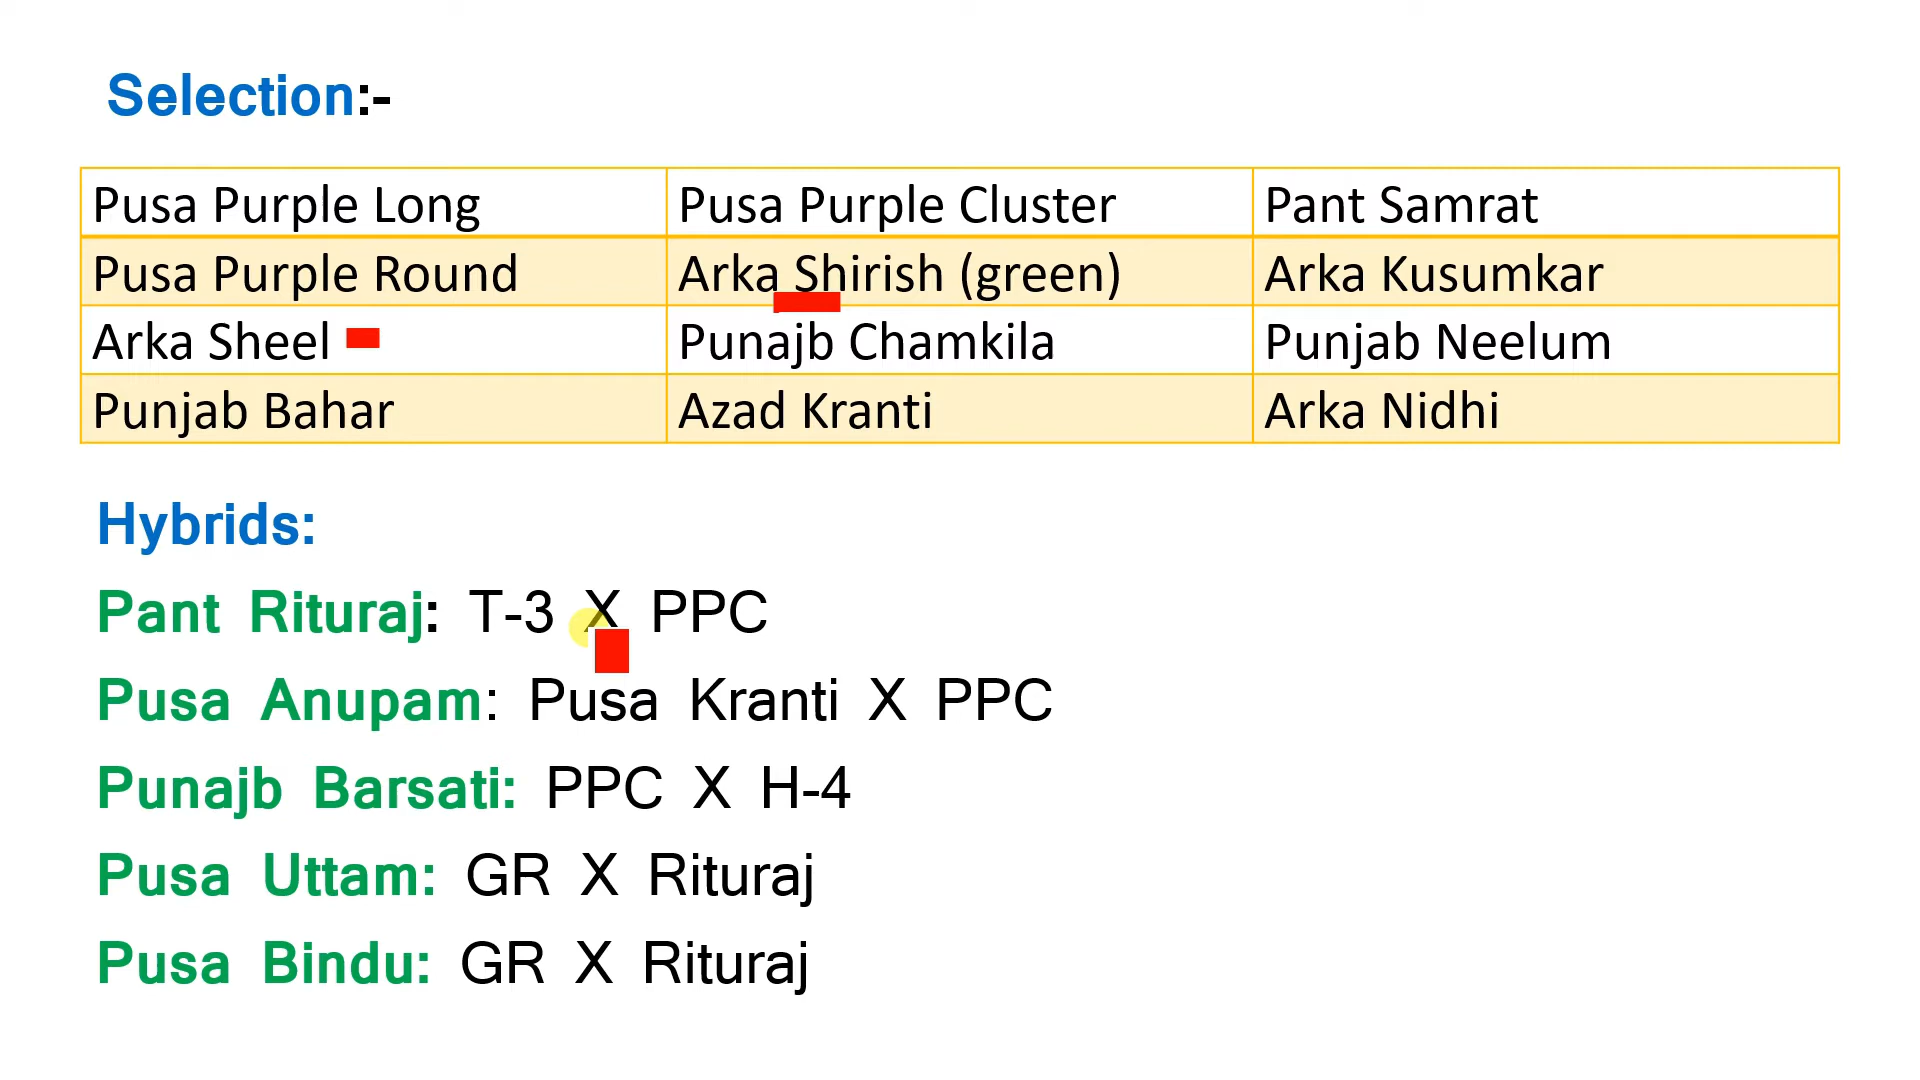 Selection:-
Pusa Purple Long Pusa Purple Cluster Pant Samrat
Pusa Purple Round Arka Shirish (green) Arka Kusumkar
Arka Sheel Punajb Chamkila Punjab Neelum
Punjab Bahar Azad Kranti Arka Nidhi
Hybrids:
Pant Rituraj: T-3 X PPC
Pusa Anupam: Pusa Kranti X PPC
Punajb Barsati: PPC X H-4
Pusa Uttam: GR X Rituraj
Pusa Bindu: GR X Rituraj